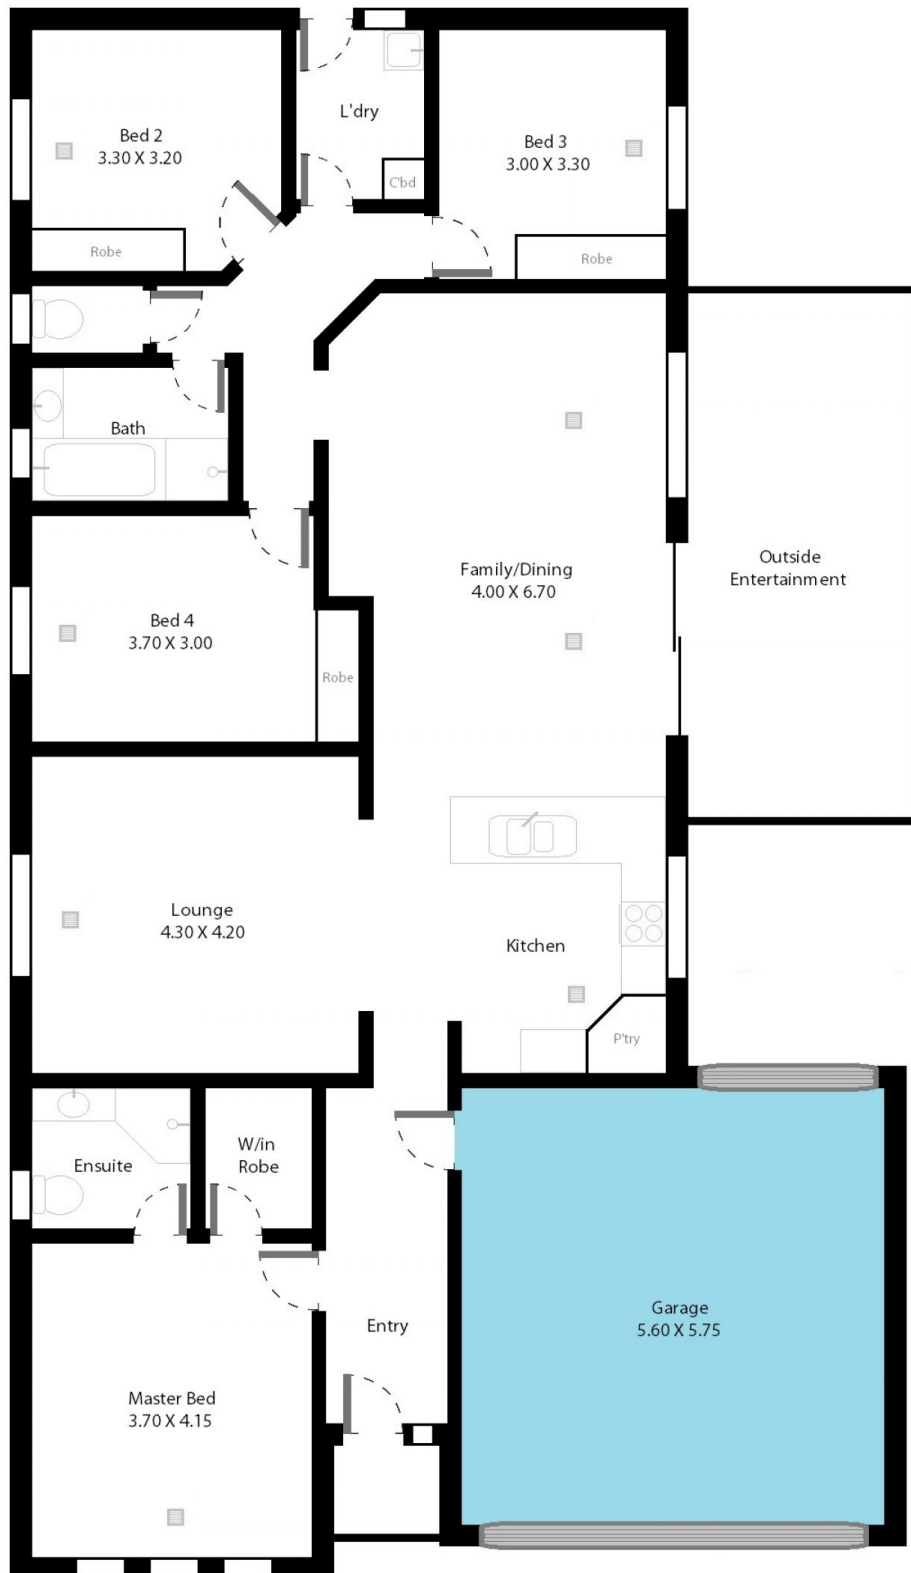 L'dry
Bed 2
3.30 X 3.20
Bed 3
3.00 X 3.30
C'bd
Robe
Robe
Bath
Family/Dining
4.00 X 6.70
Outside
Entertainment
Bed 4
3.70 X 3.00
Robe
Lounge
4.30 X 4.20
Kitchen
P'try
Ensuite
W/in
Robe
Entry
Garage
5.60 X 5.75
Master Bed
3.70 X 4.15